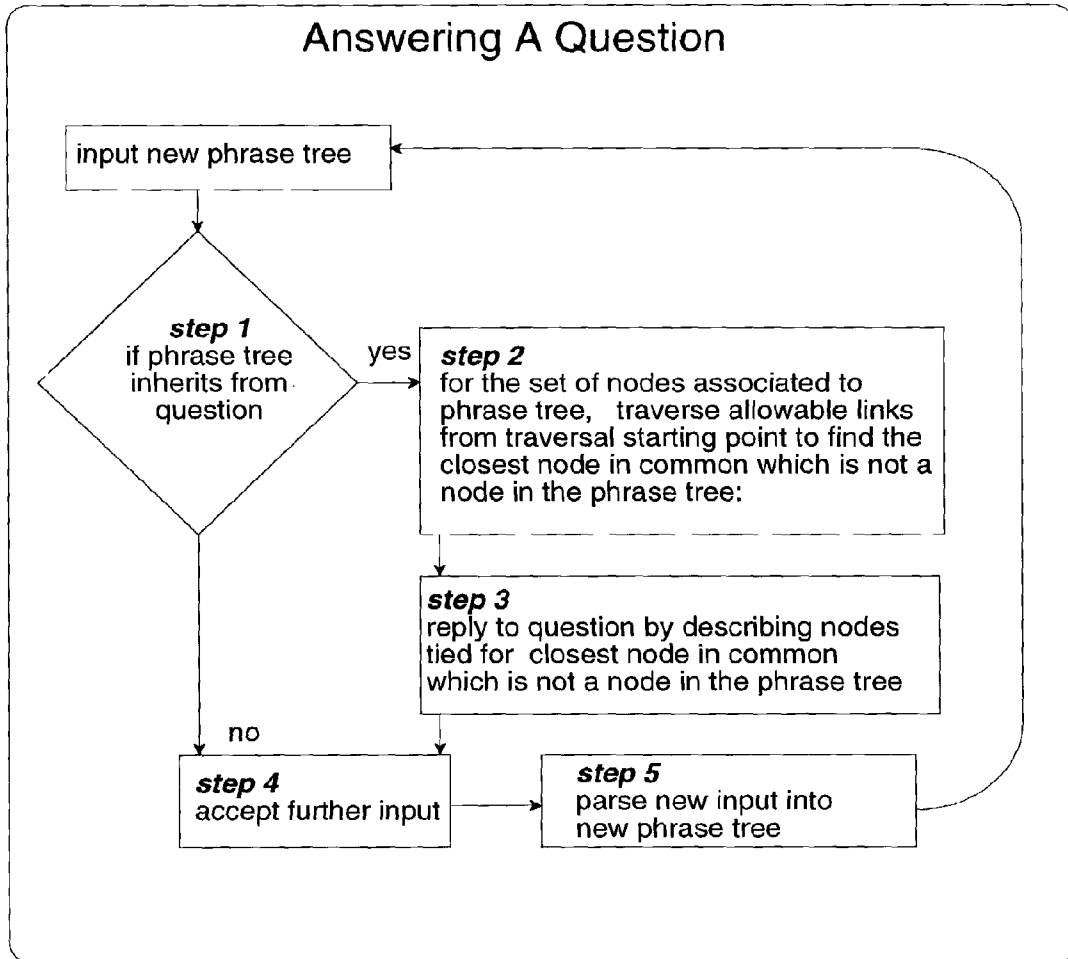 Answering A Question
input new phrase tree
step 1
if phrase tree
inherits from
question
yes
step 2
for the set of nodes associated to
phrase tree, traverse allowable links
from traversal starting point to find the
closest node in common which is not a
node in the phrase tree:
step 3
reply to question by describing nodes
tied for closest node in common
which is not a node in the phrase tree
no
step 4
accept further input
step 5
parse new input into
new phrase tree